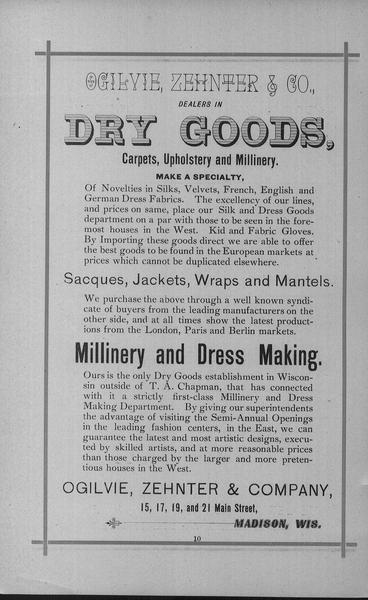 OGILVIE, ZEHNTER & CO.,
DEALERS IN
DRY GOODS,
Carpets, Upholstery and Millinery.
MAKE A SPECIALTY,
Of Novelties in Silks, Velvets, French, English and
German Dress Fabrics. The excellency of our lines,
and prices on same, place our Silk and Dress Goods
department on a par with those to be seen in the fore-
most houses in the West. Kid and Fabric Gloves.
By Importing these goods direct we are able to offer
the best goods to be found in the European markets at
prices which cannot be duplicated elsewhere.
Sacques, Jackets, Wraps and Mantels.
We purchase the above through a well known syndi-
cate of buyers from the leading manufacturers on the
other side, and at all times show the latest product-
ions from the London, Paris and Berlin markets.
Millinery and Dress Making.
Ours is the only Dry Goods establishment in Wiscon-
sin outside of T. A. Chapman, that has connected
with it a strictly first-class Millinery and Dress
Making Department. By giving our superintendents
the advantage of visiting the Semi-Annual Openings
in the leading fashion centers, in the East, we can
guarantee the latest and most artistic designs, execu-
ted by skilled artists, and at more reasonable prices
than those charged by the larger and more preten-
tious houses in the West.
OGILVIE, ZEHNTER & COMPANY,
15, 17, 19, and 21 Main Street,
MADISON, WIS.
10